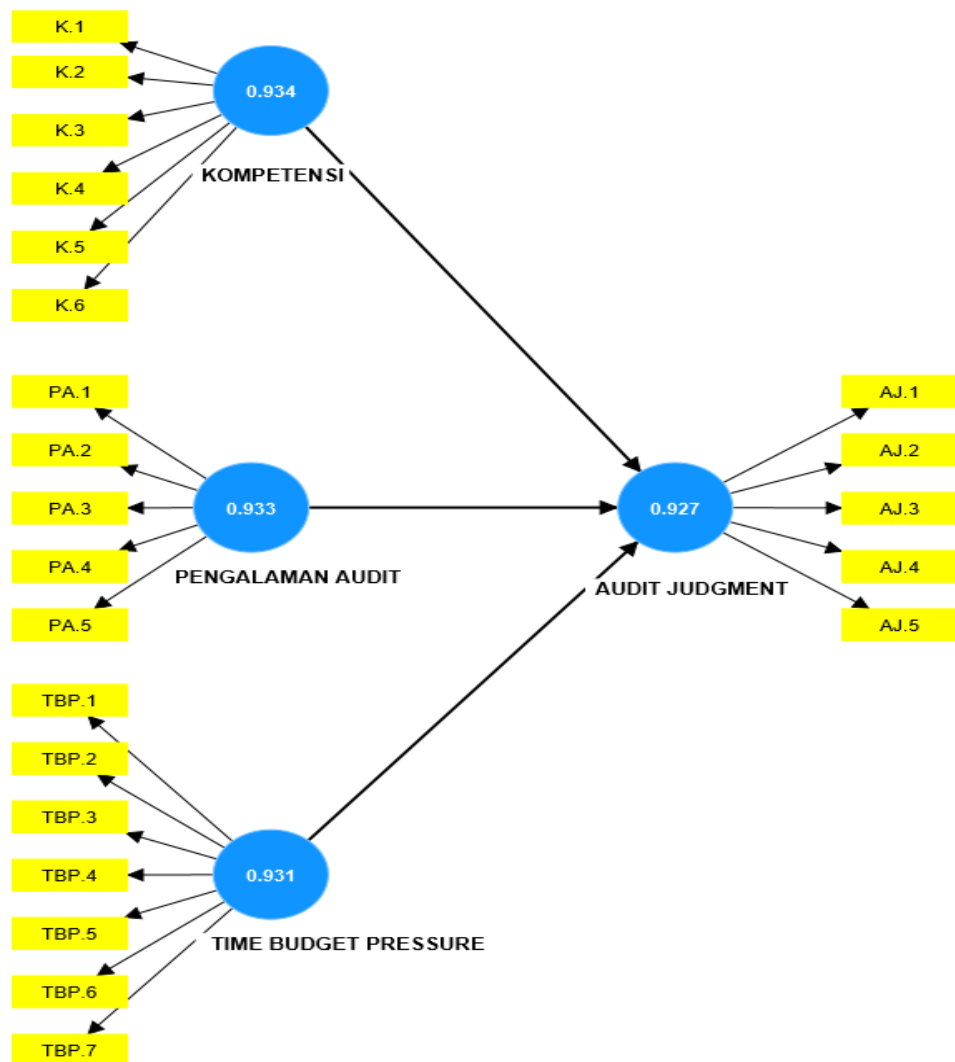 K.1
K.2
K.3
K.4
K.5
K.6
0.934
KOMPETENSI
PA.1
PA.2
PA.3
PA.4
PA.5
0.933
PENGALAMAN AUDIT
TBP.1
TBP.2
TBP.3
TBP.4
TBP.5
TBP.6
TBP.7
0.931
TIME BUDGET PRESSURE
0.927
AUDIT JUDGMENT
AJ.1
AJ.2
AJ.3
AJ.4
AJ.5